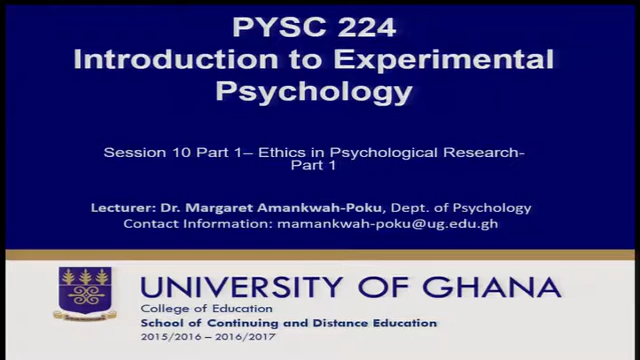 PYSC 224
Introduction to Experimental
Psychology
Session 10 Part 1– Ethics in Psychological Research-
Part 1
Lecturer: Dr. Margaret Amankwah-Poku, Dept. of Psychology
Contact Information: mamankwah-poku@ug.edu.gh
UNIVERSITY OF GHANA
College of Education
School of Continuing and Distance Education
2015/2016 – 2016/2017